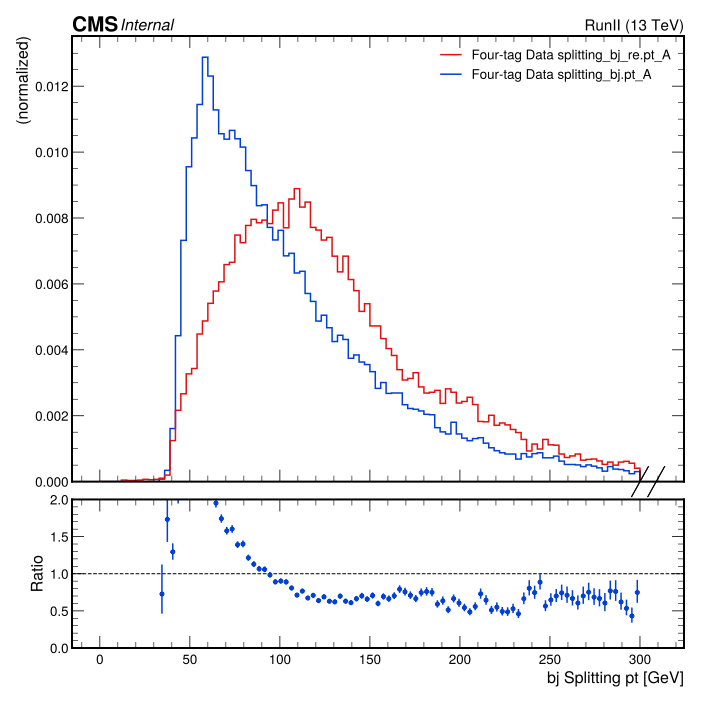 CMS Internal RunII (13 TeV)
(normalized)
Four-tag Data splitting_bj_re.pt_A
Four-tag Data splitting_bj.pt_A
0.012
0.010
0.008
0.006
0.004
0.002
0.000
2.0
1.5
1.0
0.5
0.0
Ratio
0 50 100 150 200 250 300
bj Splitting pt [GeV]